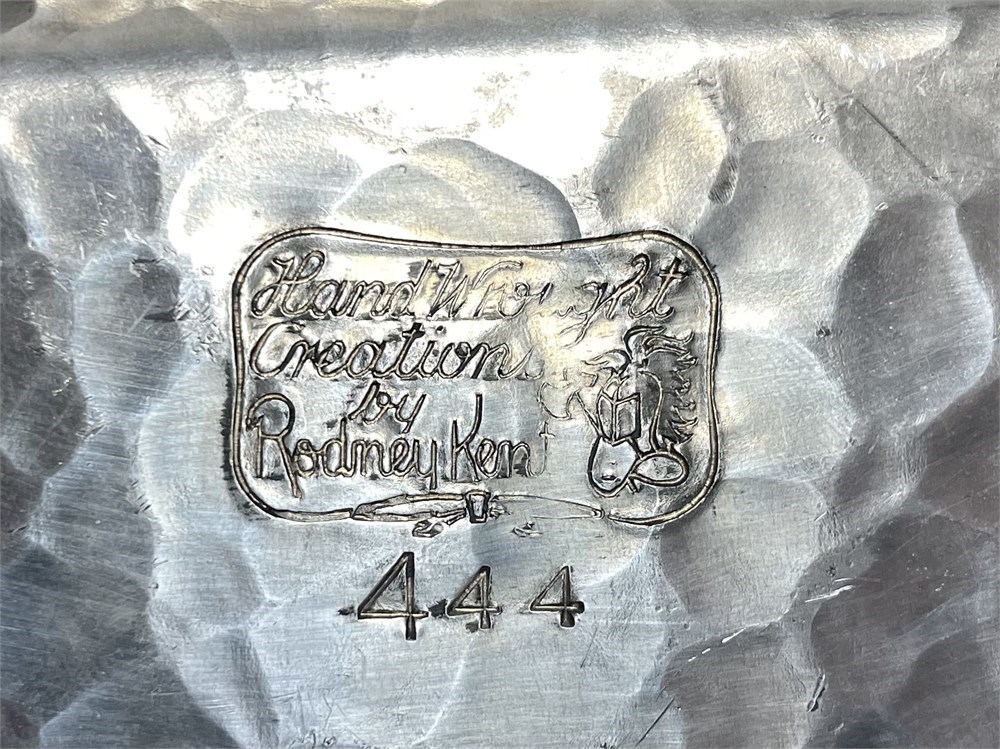 Hand Wrought
Creations
by
Rodney Kent
444